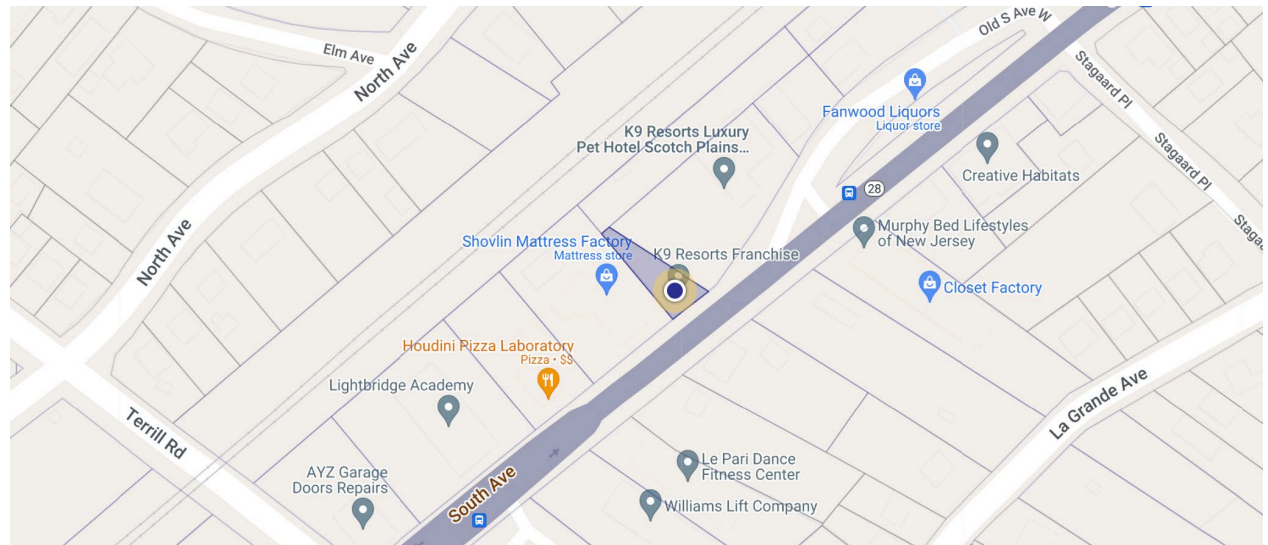 Elm Ave
North Ave
Old S Ave W
Stagaard Pl
Fanwood Liquors
Liquor store
K9 Resorts Luxury
Pet Hotel Scotch Plains...
Creative Habitats
28
Stagaard Pl
North Ave
Shovlin Mattress Factory
Mattress store
K9 Resorts Franchise
Murphy Bed Lifestyles
of New Jersey
Closet Factory
Houdini Pizza Laboratory
Pizza • $$
Lightbridge Academy
La Grande Ave
Terrill Rd
AYZ Garage
Doors Repairs
South Ave
Le Pari Dance
Fitness Center
Williams Lift Company